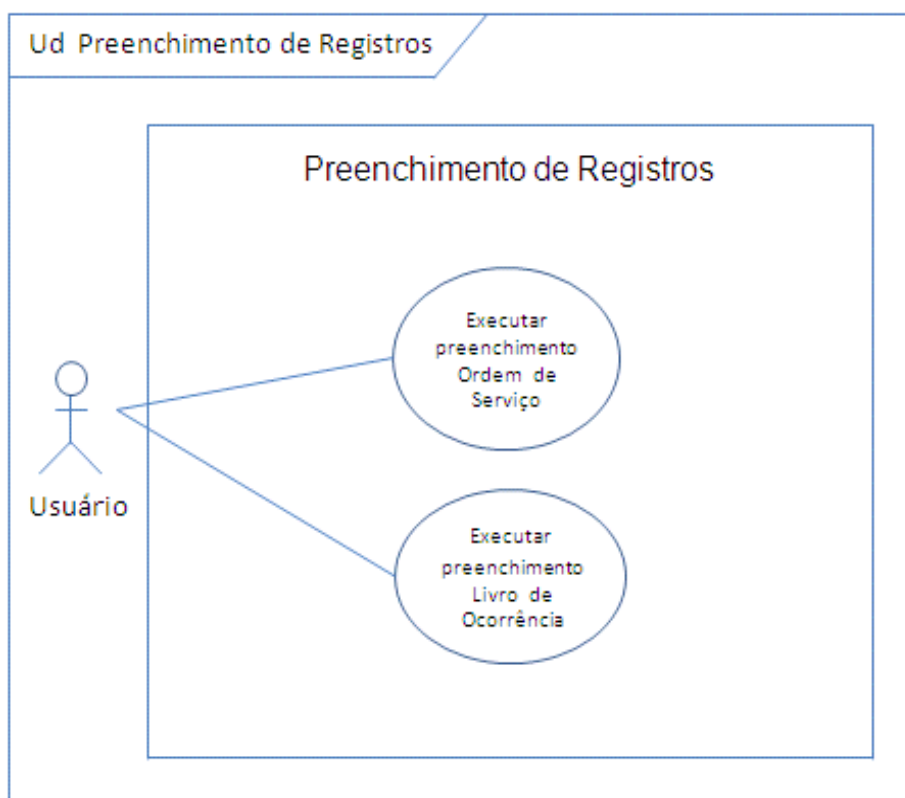 Ud Preenchimento de Registros
Preenchimento de Registros
Executar
preenchimento
Ordem de
Serviço
Usuário
Executar
preenchimento
Livro de
Ocorrência